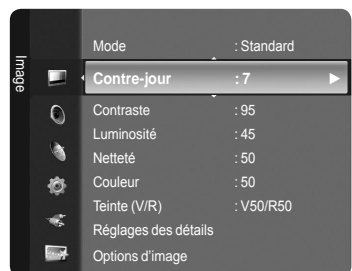 Image
Mode : Standard
Contre-jour : 7
Contraste : 95
Luminosité : 45
Netteté : 50
Couleur : 50
Teinte (V/R) : V50/R50
Réglages des détails
Options d'image